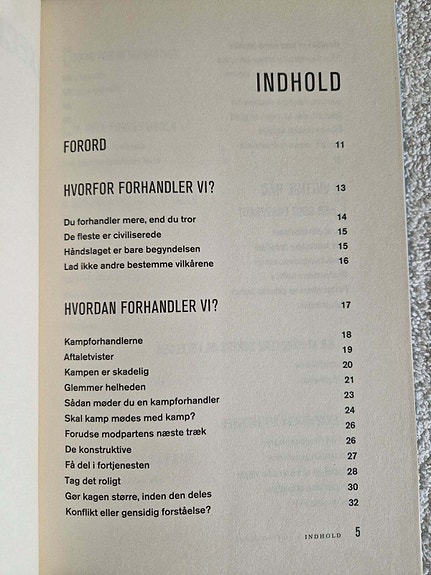 INDHOLD
FORORD 11
HVORFOR FORHANDLER VI? 13
Du forhandler mere, end du tror 14
De fleste er civiliserede 15
Håndslaget er bare begyndelsen 15
Lad ikke andre bestemme vilkårene 16
HVORDAN FORHANDLER VI? 17
Kampforhandlerne 18
Aftaletvister 19
Kampen er skadelig 20
Glemmer helheden 21
Sådan møder du en kampforhandler 23
Skal kamp mødes med kamp? 24
Forudse modpartens næste træk 26
De konstruktive 26
Få del i fortjenesten 27
Tag det roligt 28
Gør kagen større, inden den deles 30
Konflikt eller gensidig forståelse? 32
INDHOLD 5